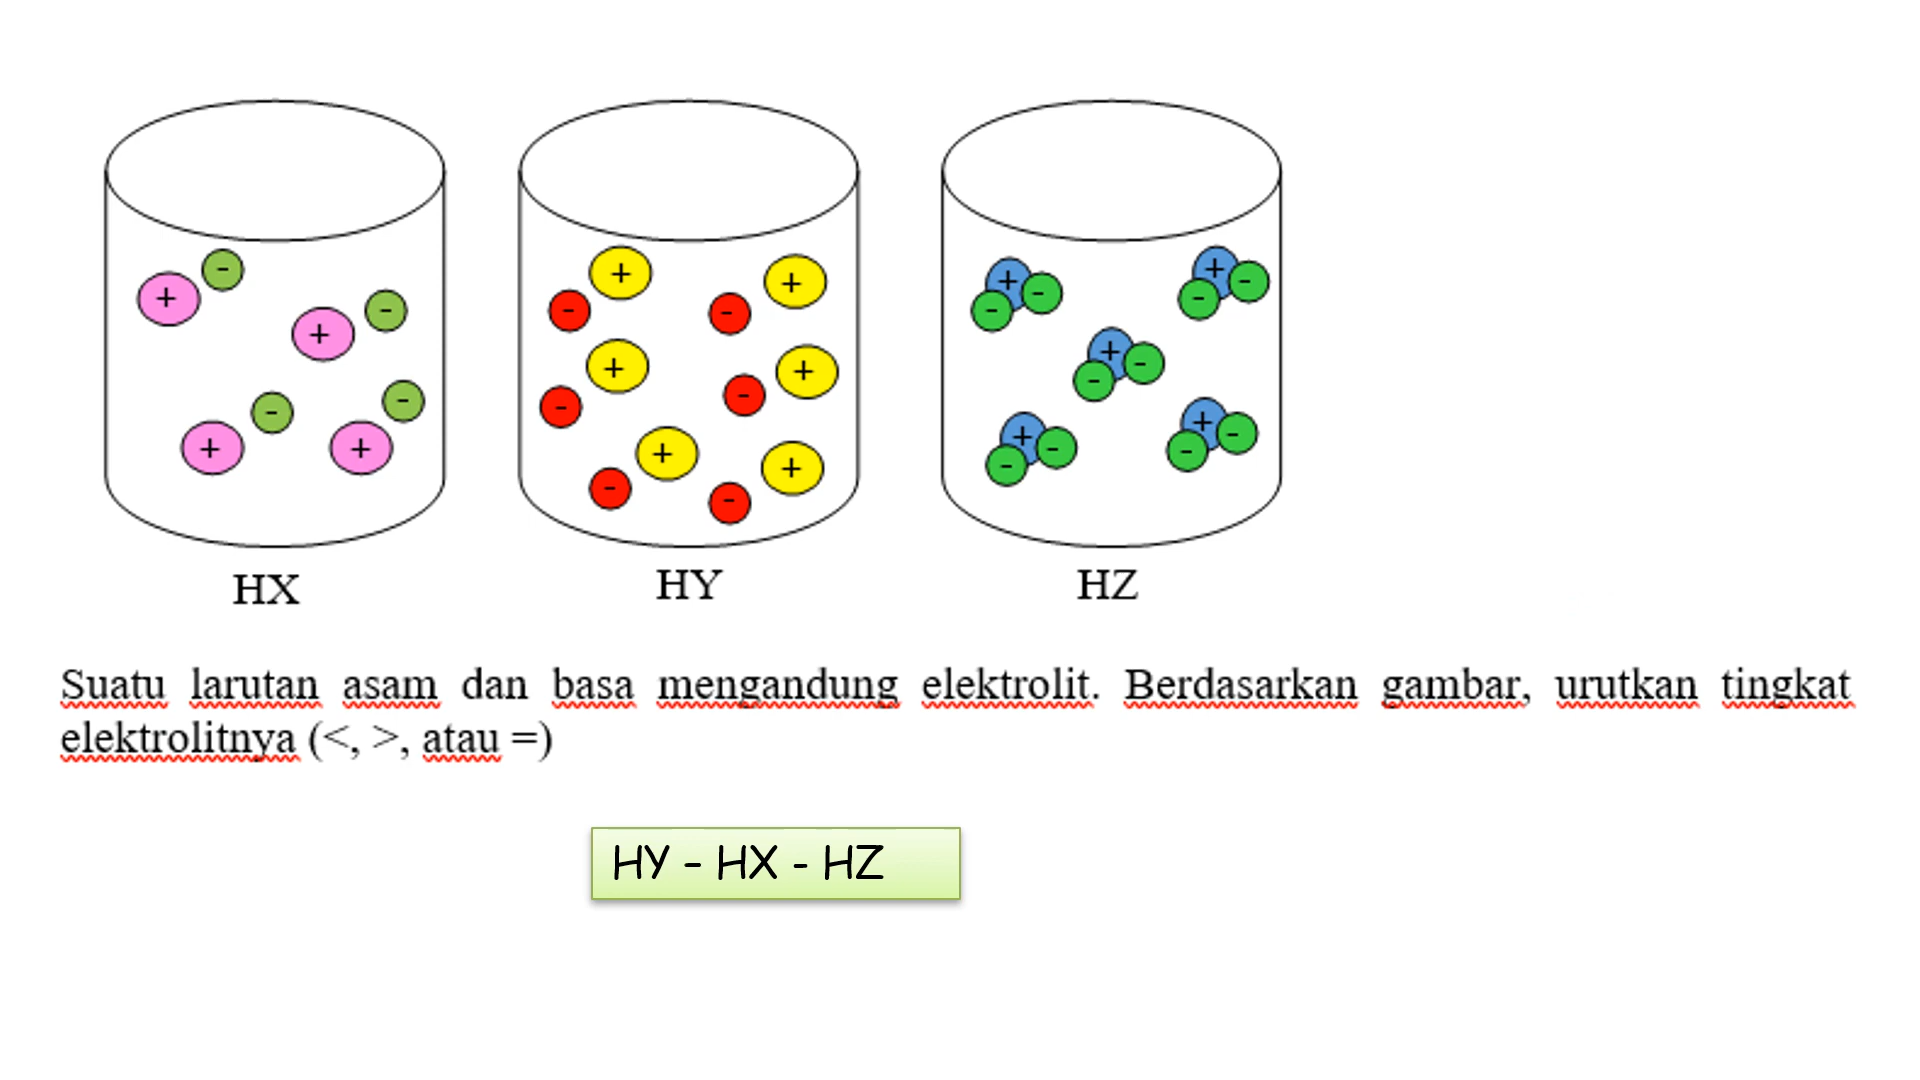 HX HY HZ
Suatu larutan asam dan basa mengandung elektrolit. Berdasarkan gambar, urutkan tingkat
elektrolitnya (<, >, atau =)
HY - HX - HZ